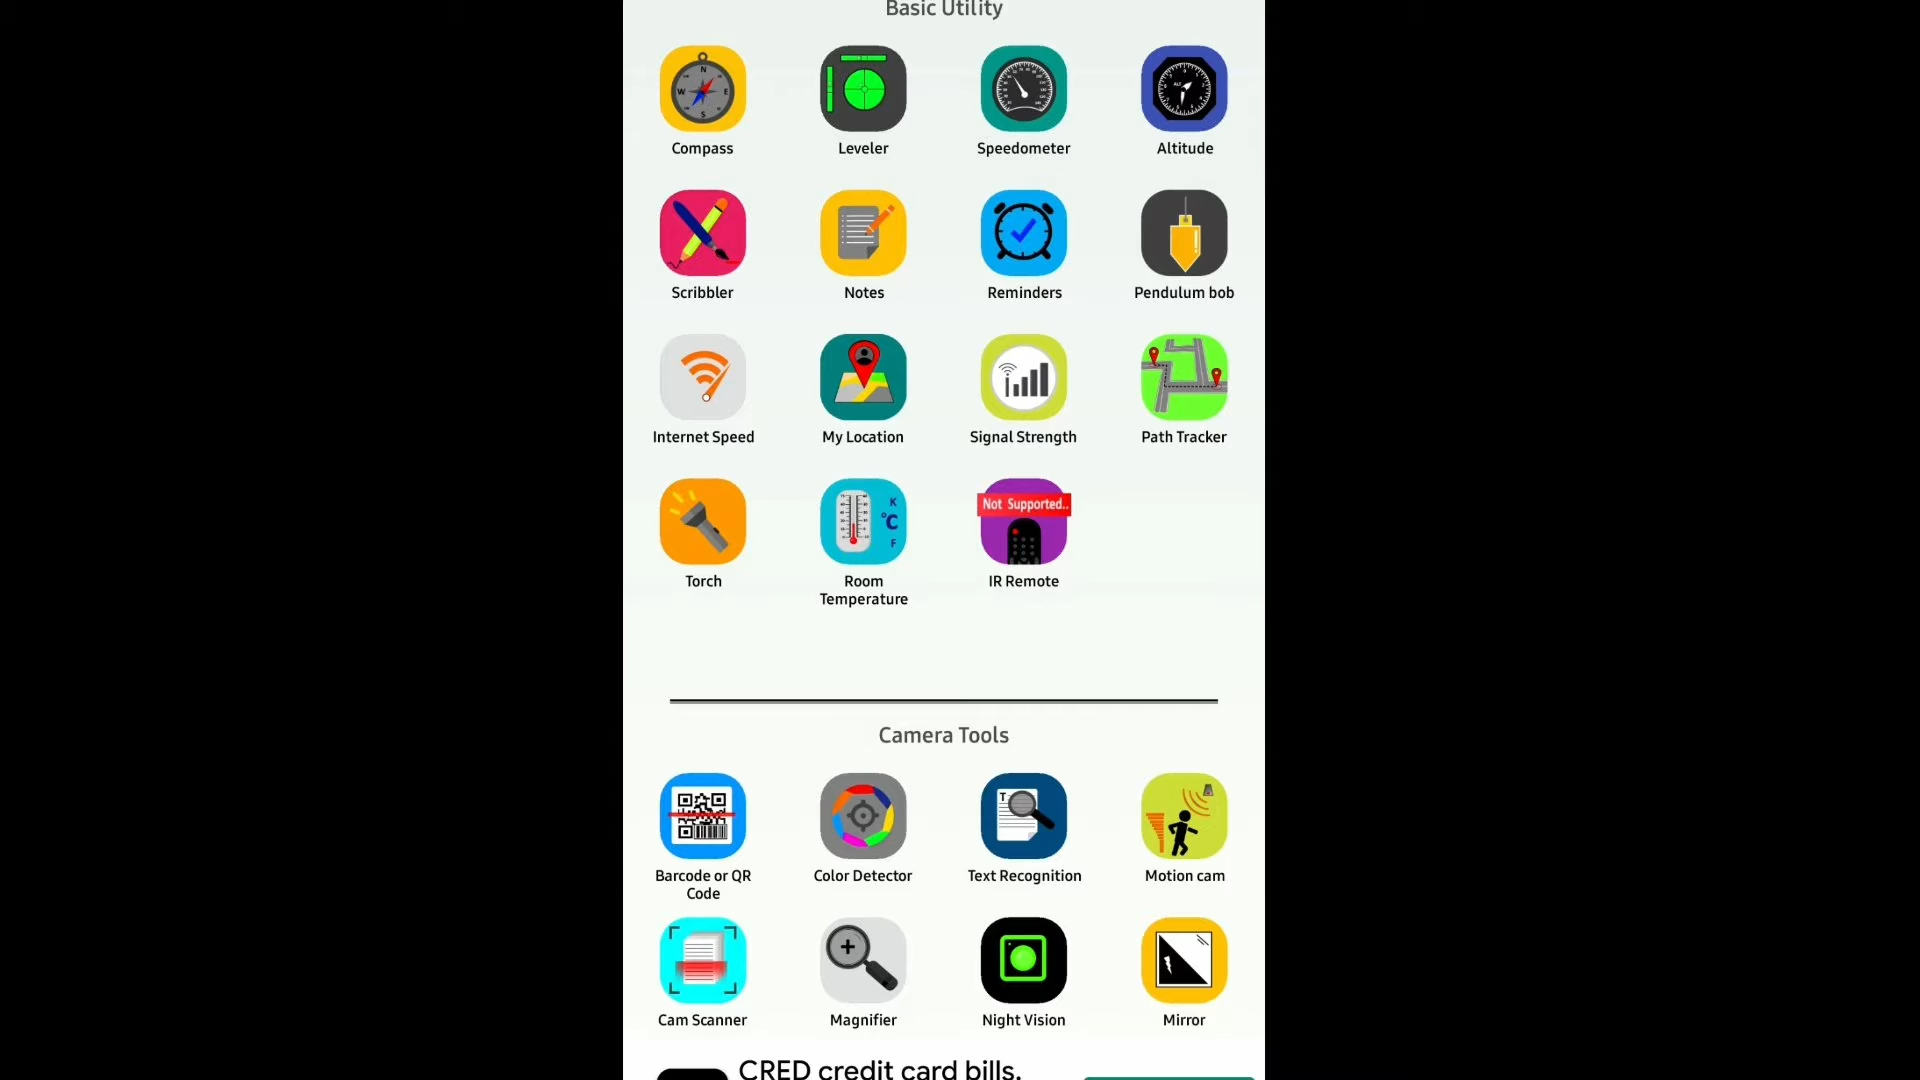 Basic Utility
Compass
Leveler
Speedometer
Altitude
Scribbler
Notes
Reminders
Pendulum bob
Internet Speed
My Location
Signal Strength
Path Tracker
Not Supported..
Torch
Room
Temperature
IR Remote
Camera Tools
Barcode or QR
Code
Color Detector
Text Recognition
Motion cam
Cam Scanner
Magnifier
Night Vision
Mirror
CRED credit card bills.